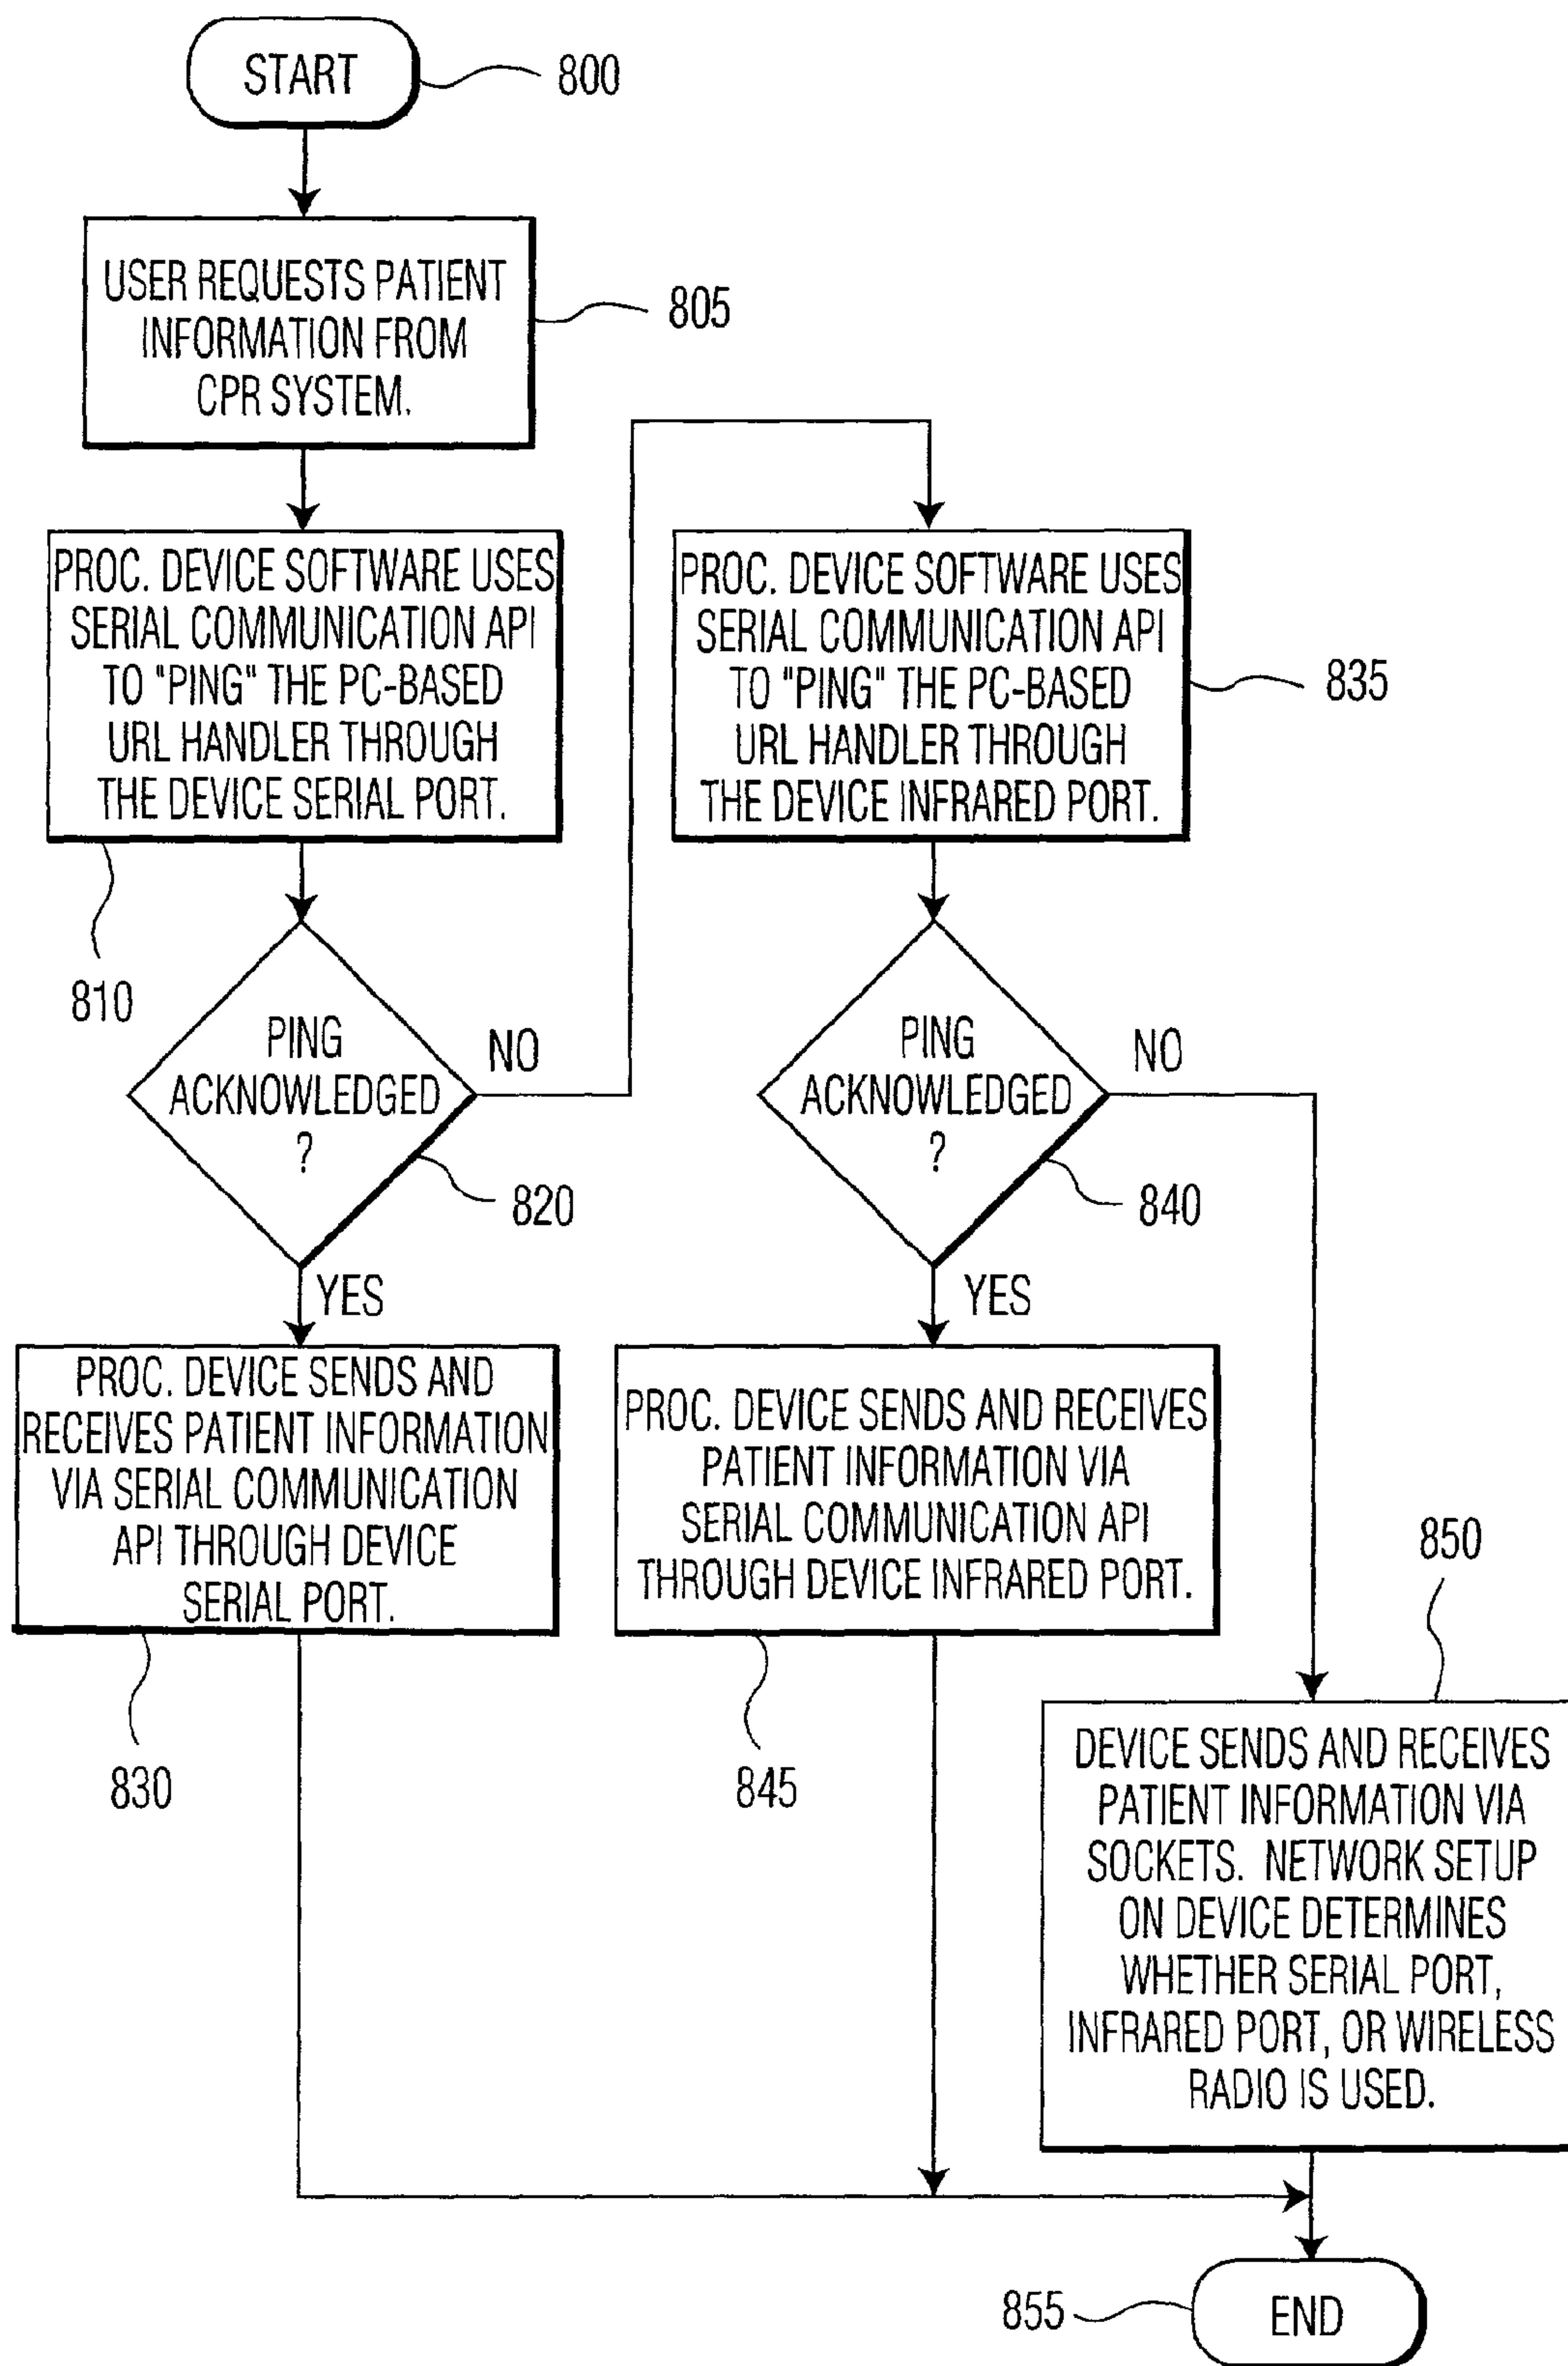 START
800
USER REQUESTS PATIENT
INFORMATION FROM
CPR SYSTEM.
805
PROC. DEVICE SOFTWARE USES
SERIAL COMMUNICATION API
TO "PING" THE PC-BASED
URL HANDLER THROUGH
THE DEVICE SERIAL PORT.
810
PING
ACKNOWLEDGED
?
NO
820
YES
PROC. DEVICE SENDS AND
RECEIVES PATIENT INFORMATION
VIA SERIAL COMMUNICATION
API THROUGH DEVICE
SERIAL PORT.
830
PROC. DEVICE SOFTWARE USES
SERIAL COMMUNICATION API
TO "PING" THE PC-BASED
URL HANDLER THROUGH
THE DEVICE INFRARED PORT.
835
PING
ACKNOWLEDGED
?
NO
840
YES
PROC. DEVICE SENDS AND RECEIVES
PATIENT INFORMATION VIA
SERIAL COMMUNICATION API
THROUGH DEVICE INFRARED PORT.
845
850
DEVICE SENDS AND RECEIVES
PATIENT INFORMATION VIA
SOCKETS. NETWORK SETUP
ON DEVICE DETERMINES
WHETHER SERIAL PORT,
INFRARED PORT, OR WIRELESS
RADIO IS USED.
855
END